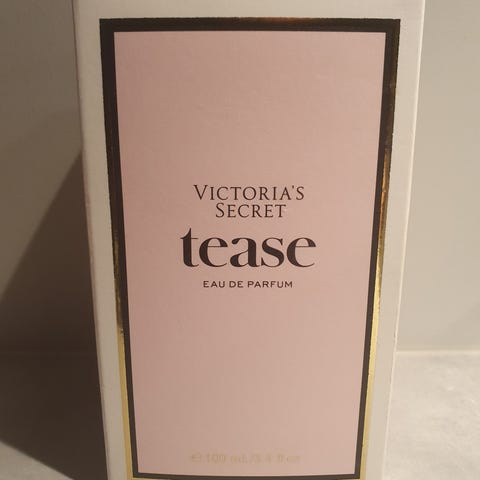 VICTORIA'S
SECRET
tease
EAU DE PARFUM
℮ 100 mL/3.4 fl oz